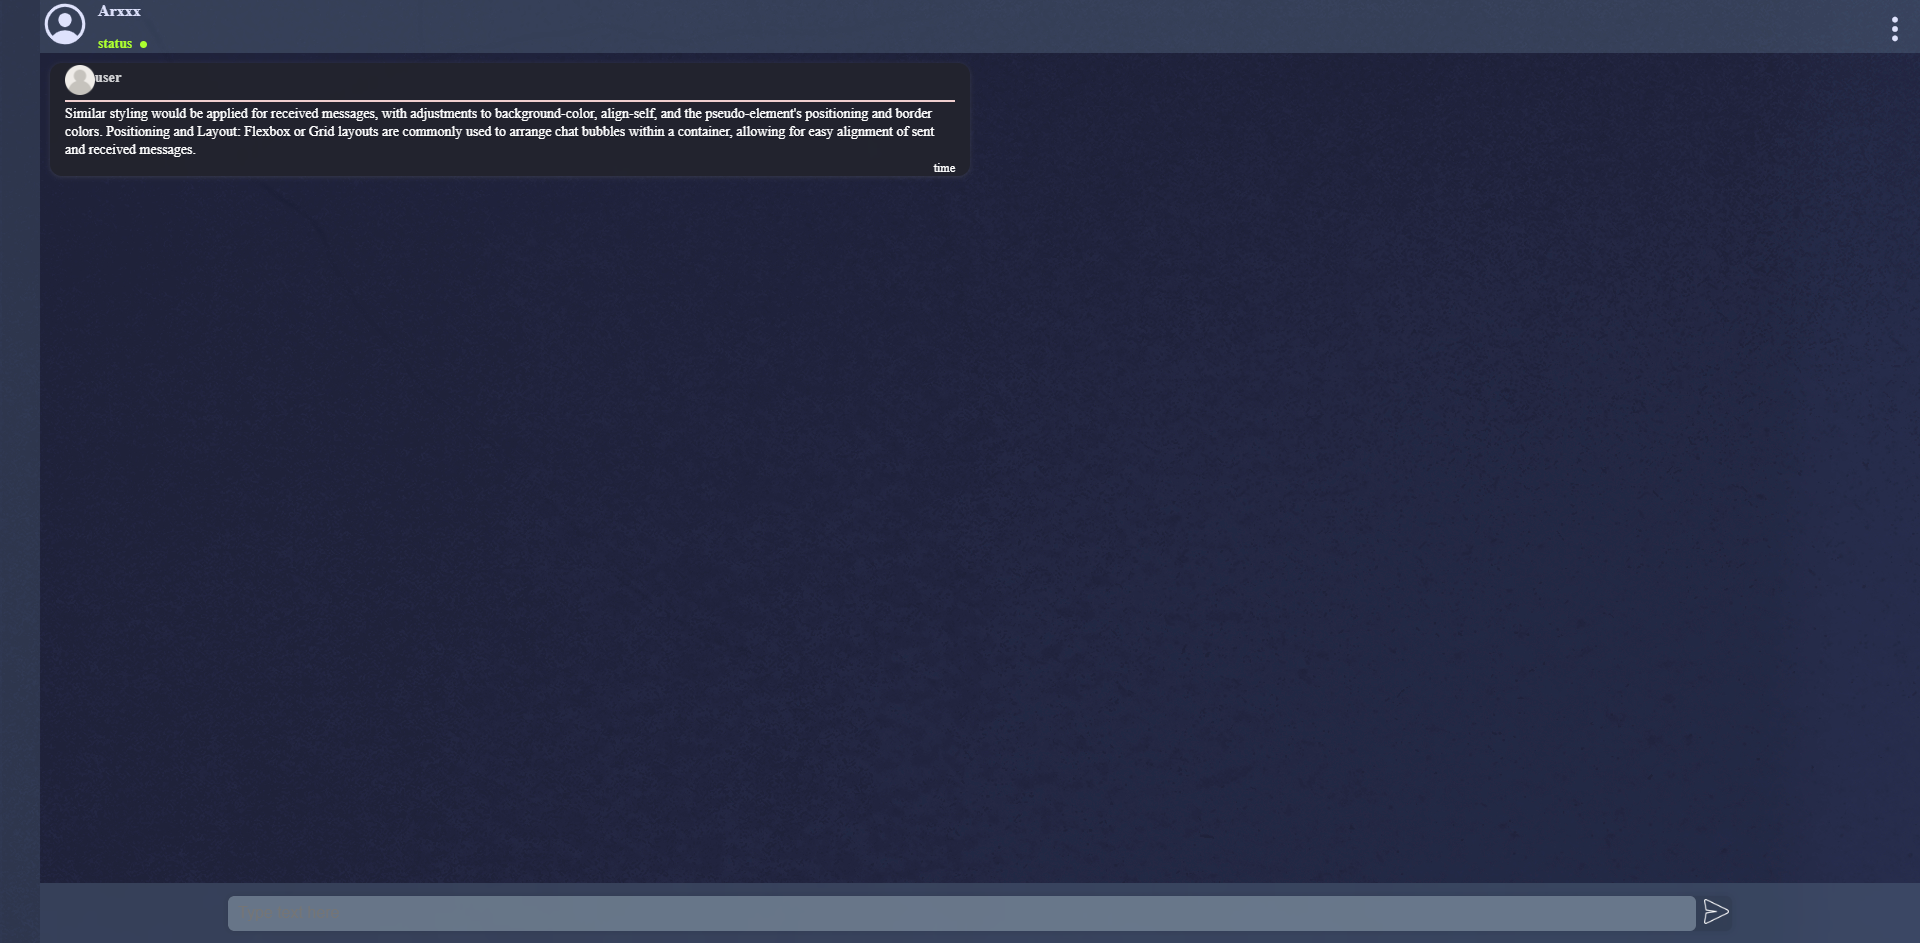 Arxxx
status
user
Similar styling would be applied for received messages, with adjustments to background-color, align-self, and the pseudo-element's positioning and border
colors. Positioning and Layout: Flexbox or Grid layouts are commonly used to arrange chat bubbles within a container, allowing for easy alignment of sent
and received messages.
time